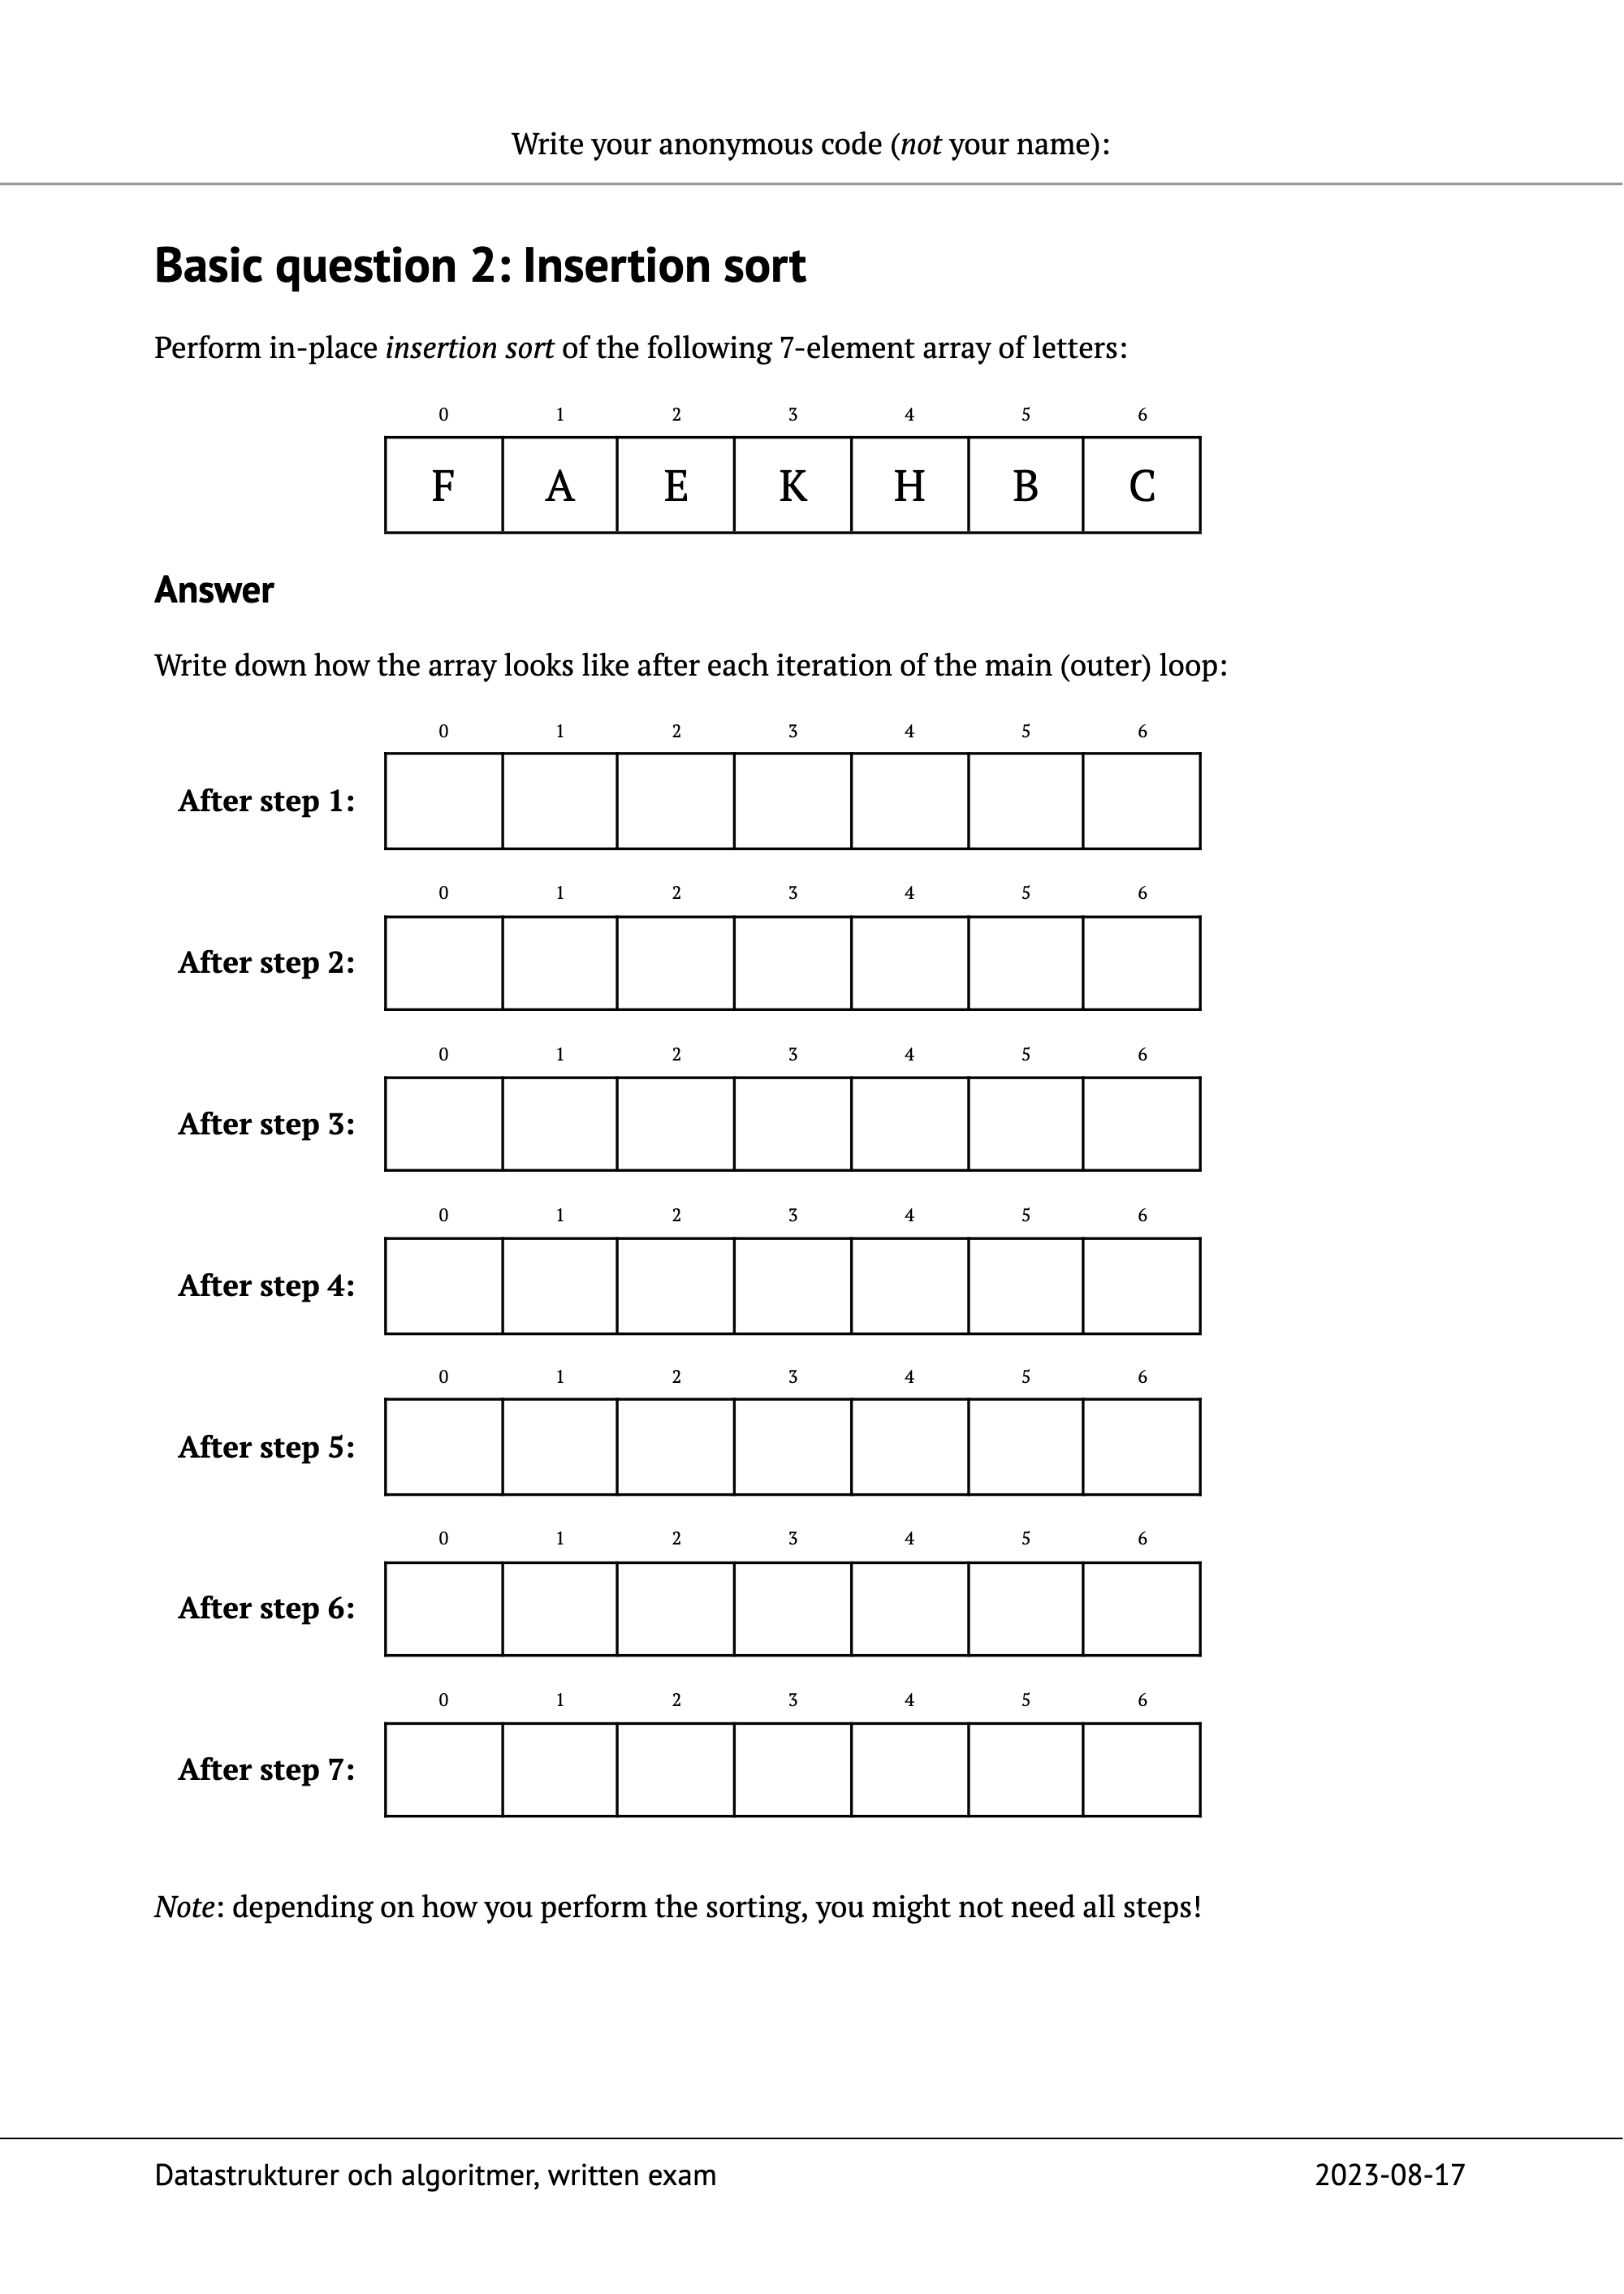 Write your anonymous code (not your name):
Basic question 2: Insertion sort
Perform in-place insertion sort of the following 7-element array of letters:
0 1 2 3 4 5 6
F A E K H B C
Answer
Write down how the array looks like after each iteration of the main (outer) loop:
0 1 2 3 4 5 6
After step 1:
0 1 2 3 4 5 6
After step 2:
0 1 2 3 4 5 6
After step 3:
0 1 2 3 4 5 6
After step 4:
0 1 2 3 4 5 6
After step 5:
0 1 2 3 4 5 6
After step 6:
0 1 2 3 4 5 6
After step 7:
Note: depending on how you perform the sorting, you might not need all steps!
Datastrukturer och algoritmer, written exam 2023-08-17